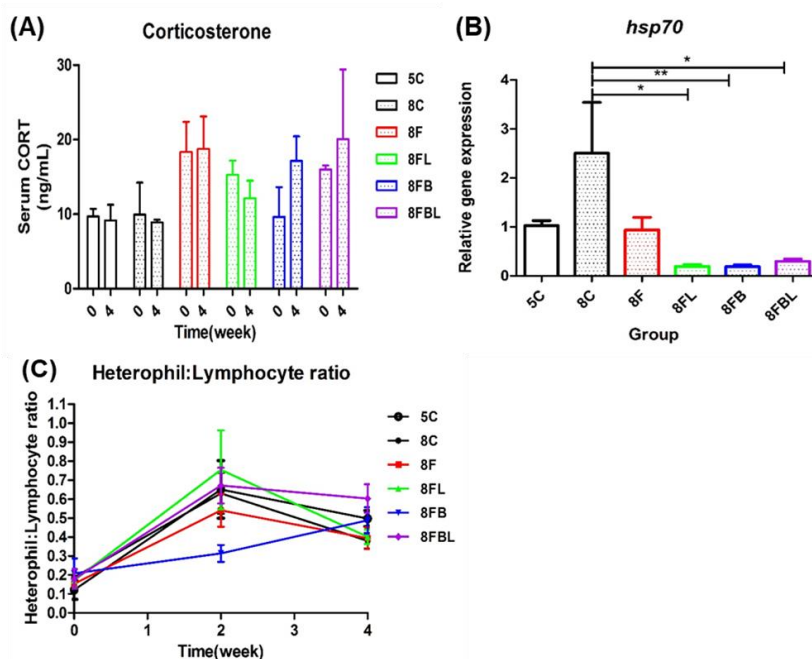 (A)
Corticosterone
Serum CORT
(ng/mL)
30
20
10
0
0 4 0 4 0 4 0 4 0 4 0 4
Time(week)
5C
8C
8F
8FL
8FB
8FBL
(B)
hsp70
*
**
*
Relative gene expression
4
3
2
1
0
5C 8C 8F 8FL 8FB 8FBL
Group
(C)
Heterophil:Lymphocyte ratio
Heterophil:Lymphocyte ratio
1.1
1.0
0.9
0.8
0.7
0.6
0.5
0.4
0.3
0.2
0.1
0.0
0 1 2 3 4
Time(week)
5C
8C
8F
8FL
8FB
8FBL